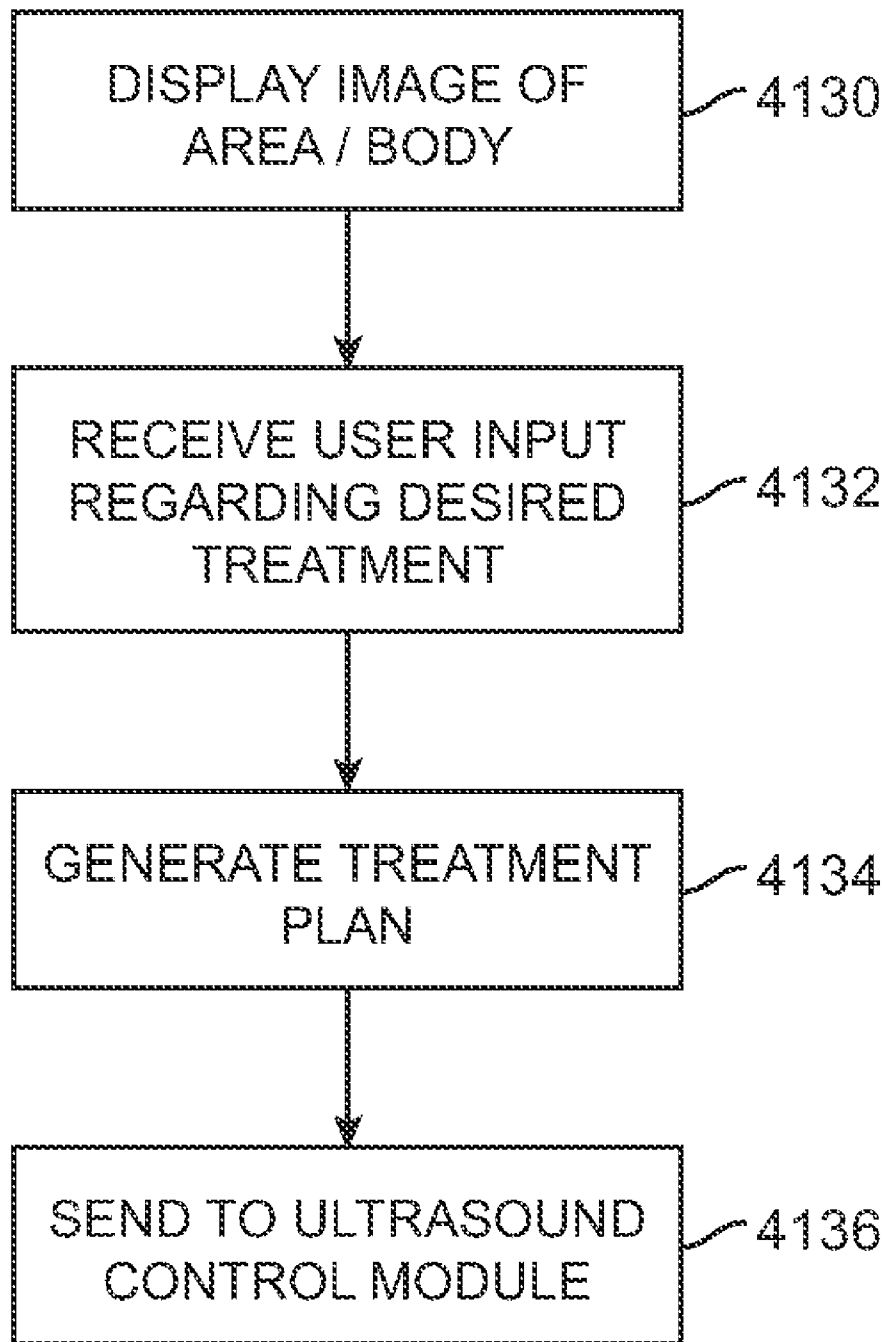 DISPLAY IMAGE OF
AREA / BODY
4130
RECEIVE USER INPUT
REGARDING DESIRED
TREATMENT
4132
GENERATE TREATMENT
PLAN
4134
SEND TO ULTRASOUND
CONTROL MODULE
4136